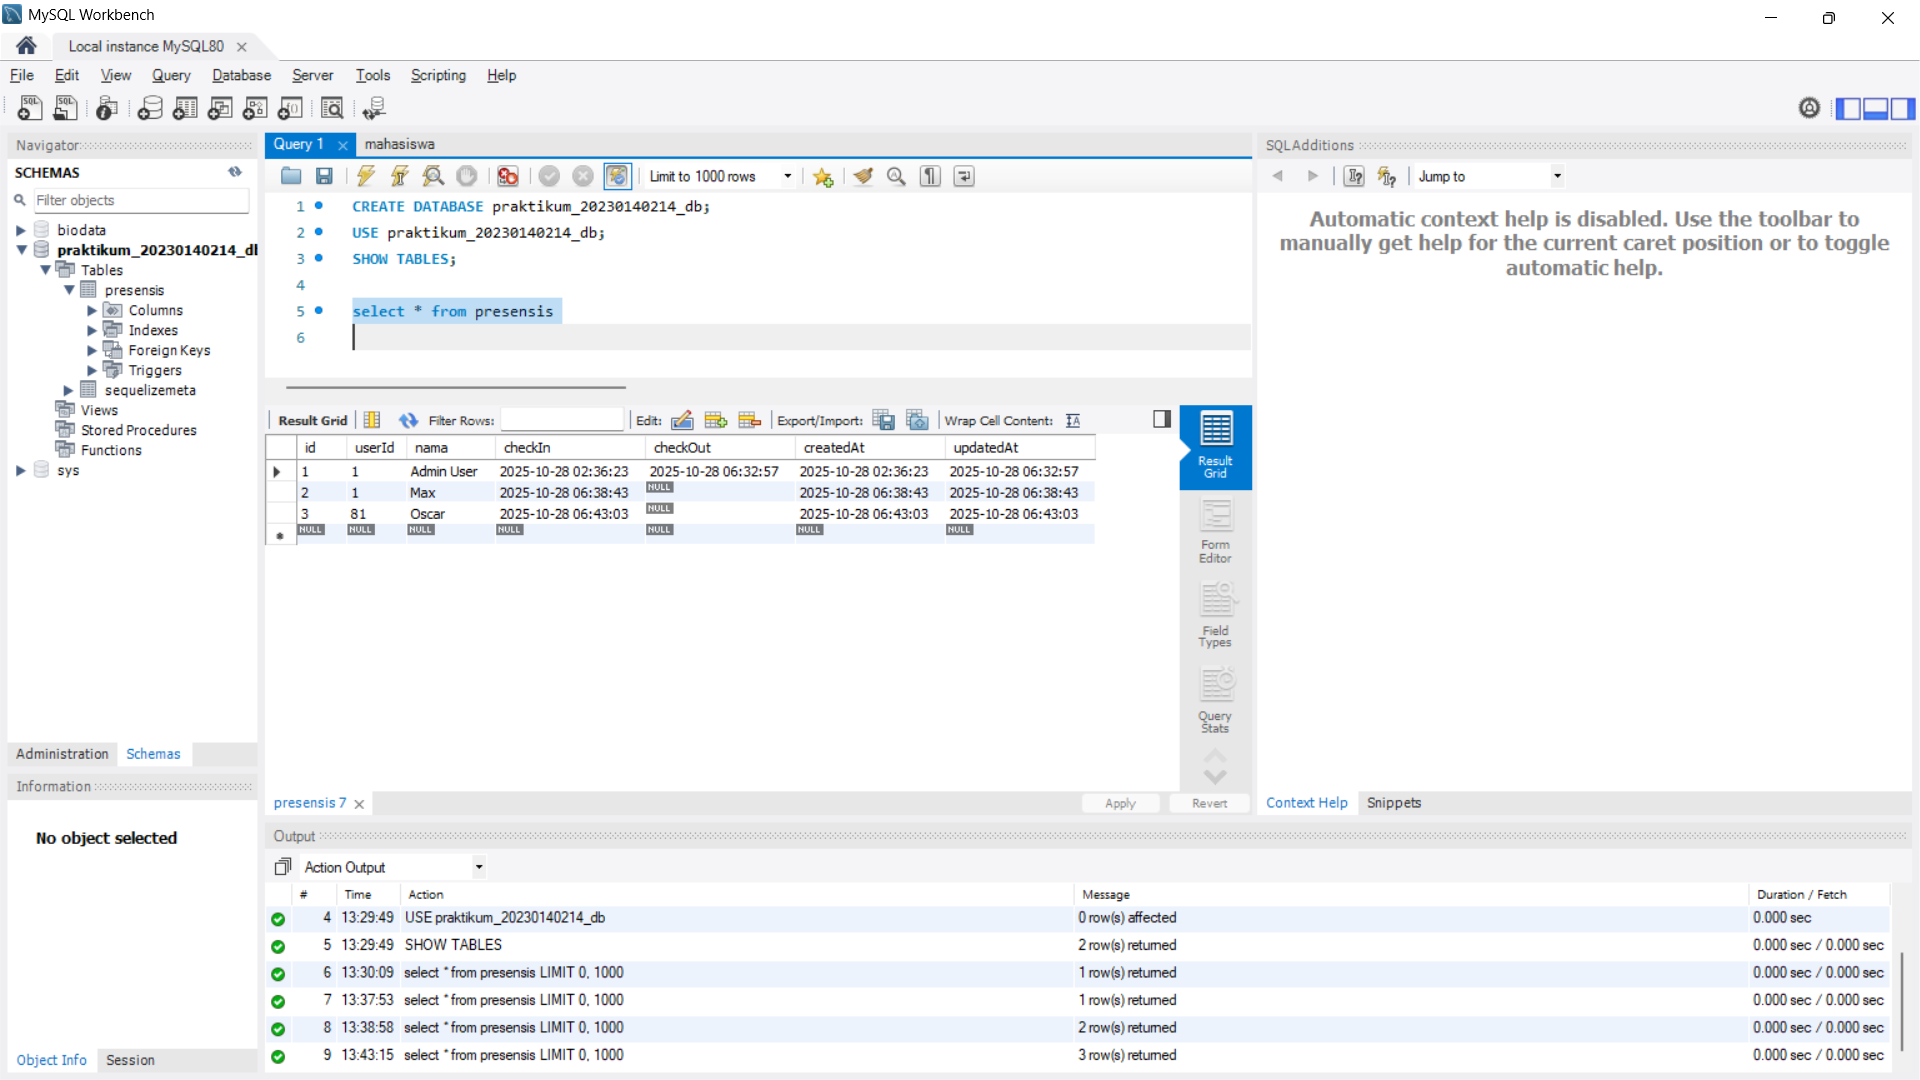 MySQL Workbench
Local instance MySQL80
File Edit View Query Database Server Tools Scripting Help
Navigator
SCHEMAS
Filter objects
biodata
praktikum_20230140214_d
Tables
presensis
Columns
Indexes
Foreign Keys
Triggers
sequelizemeta
Views
Stored Procedures
Functions
sys
Administration Schemas
Information
No object selected
Object Info Session
Query 1 mahasiswa
Limit to 1000 rows
1 CREATE DATABASE praktikum_20230140214_db;
2 USE praktikum_20230140214_db;
3 SHOW TABLES;
4
5 select * from presensis
6
Result Grid Filter Rows: Edit: Export/Import: Wrap Cell Content:
id userId nama checkIn checkOut createdAt updatedAt
1 1 Admin User 2025-10-28 02:36:23 2025-10-28 06:32:57 2025-10-28 02:36:23 2025-10-28 06:32:57
2 1 Max 2025-10-28 06:38:43 NULL 2025-10-28 06:38:43 2025-10-28 06:38:43
3 81 Oscar 2025-10-28 06:43:03 NULL 2025-10-28 06:43:03 2025-10-28 06:43:03
NULL NULL NULL NULL NULL NULL NULL
Result
Grid
Form
Editor
Field
Types
Query
Stats
presensis 7 Apply Revert
SQLAdditions
Jump to
Automatic context help is disabled. Use the toolbar to
manually get help for the current caret position or to toggle
automatic help.
Context Help Snippets
Output
Action Output
# Time Action Message Duration / Fetch
4 13:29:49 USE praktikum_20230140214_db 0 row(s) affected 0.000 sec
5 13:29:49 SHOW TABLES 2 row(s) returned 0.000 sec / 0.000 sec
6 13:30:09 select * from presensis LIMIT 0, 1000 1 row(s) returned 0.000 sec / 0.000 sec
7 13:37:53 select * from presensis LIMIT 0, 1000 1 row(s) returned 0.000 sec / 0.000 sec
8 13:38:58 select * from presensis LIMIT 0, 1000 2 row(s) returned 0.000 sec / 0.000 sec
9 13:43:15 select * from presensis LIMIT 0, 1000 3 row(s) returned 0.000 sec / 0.000 sec